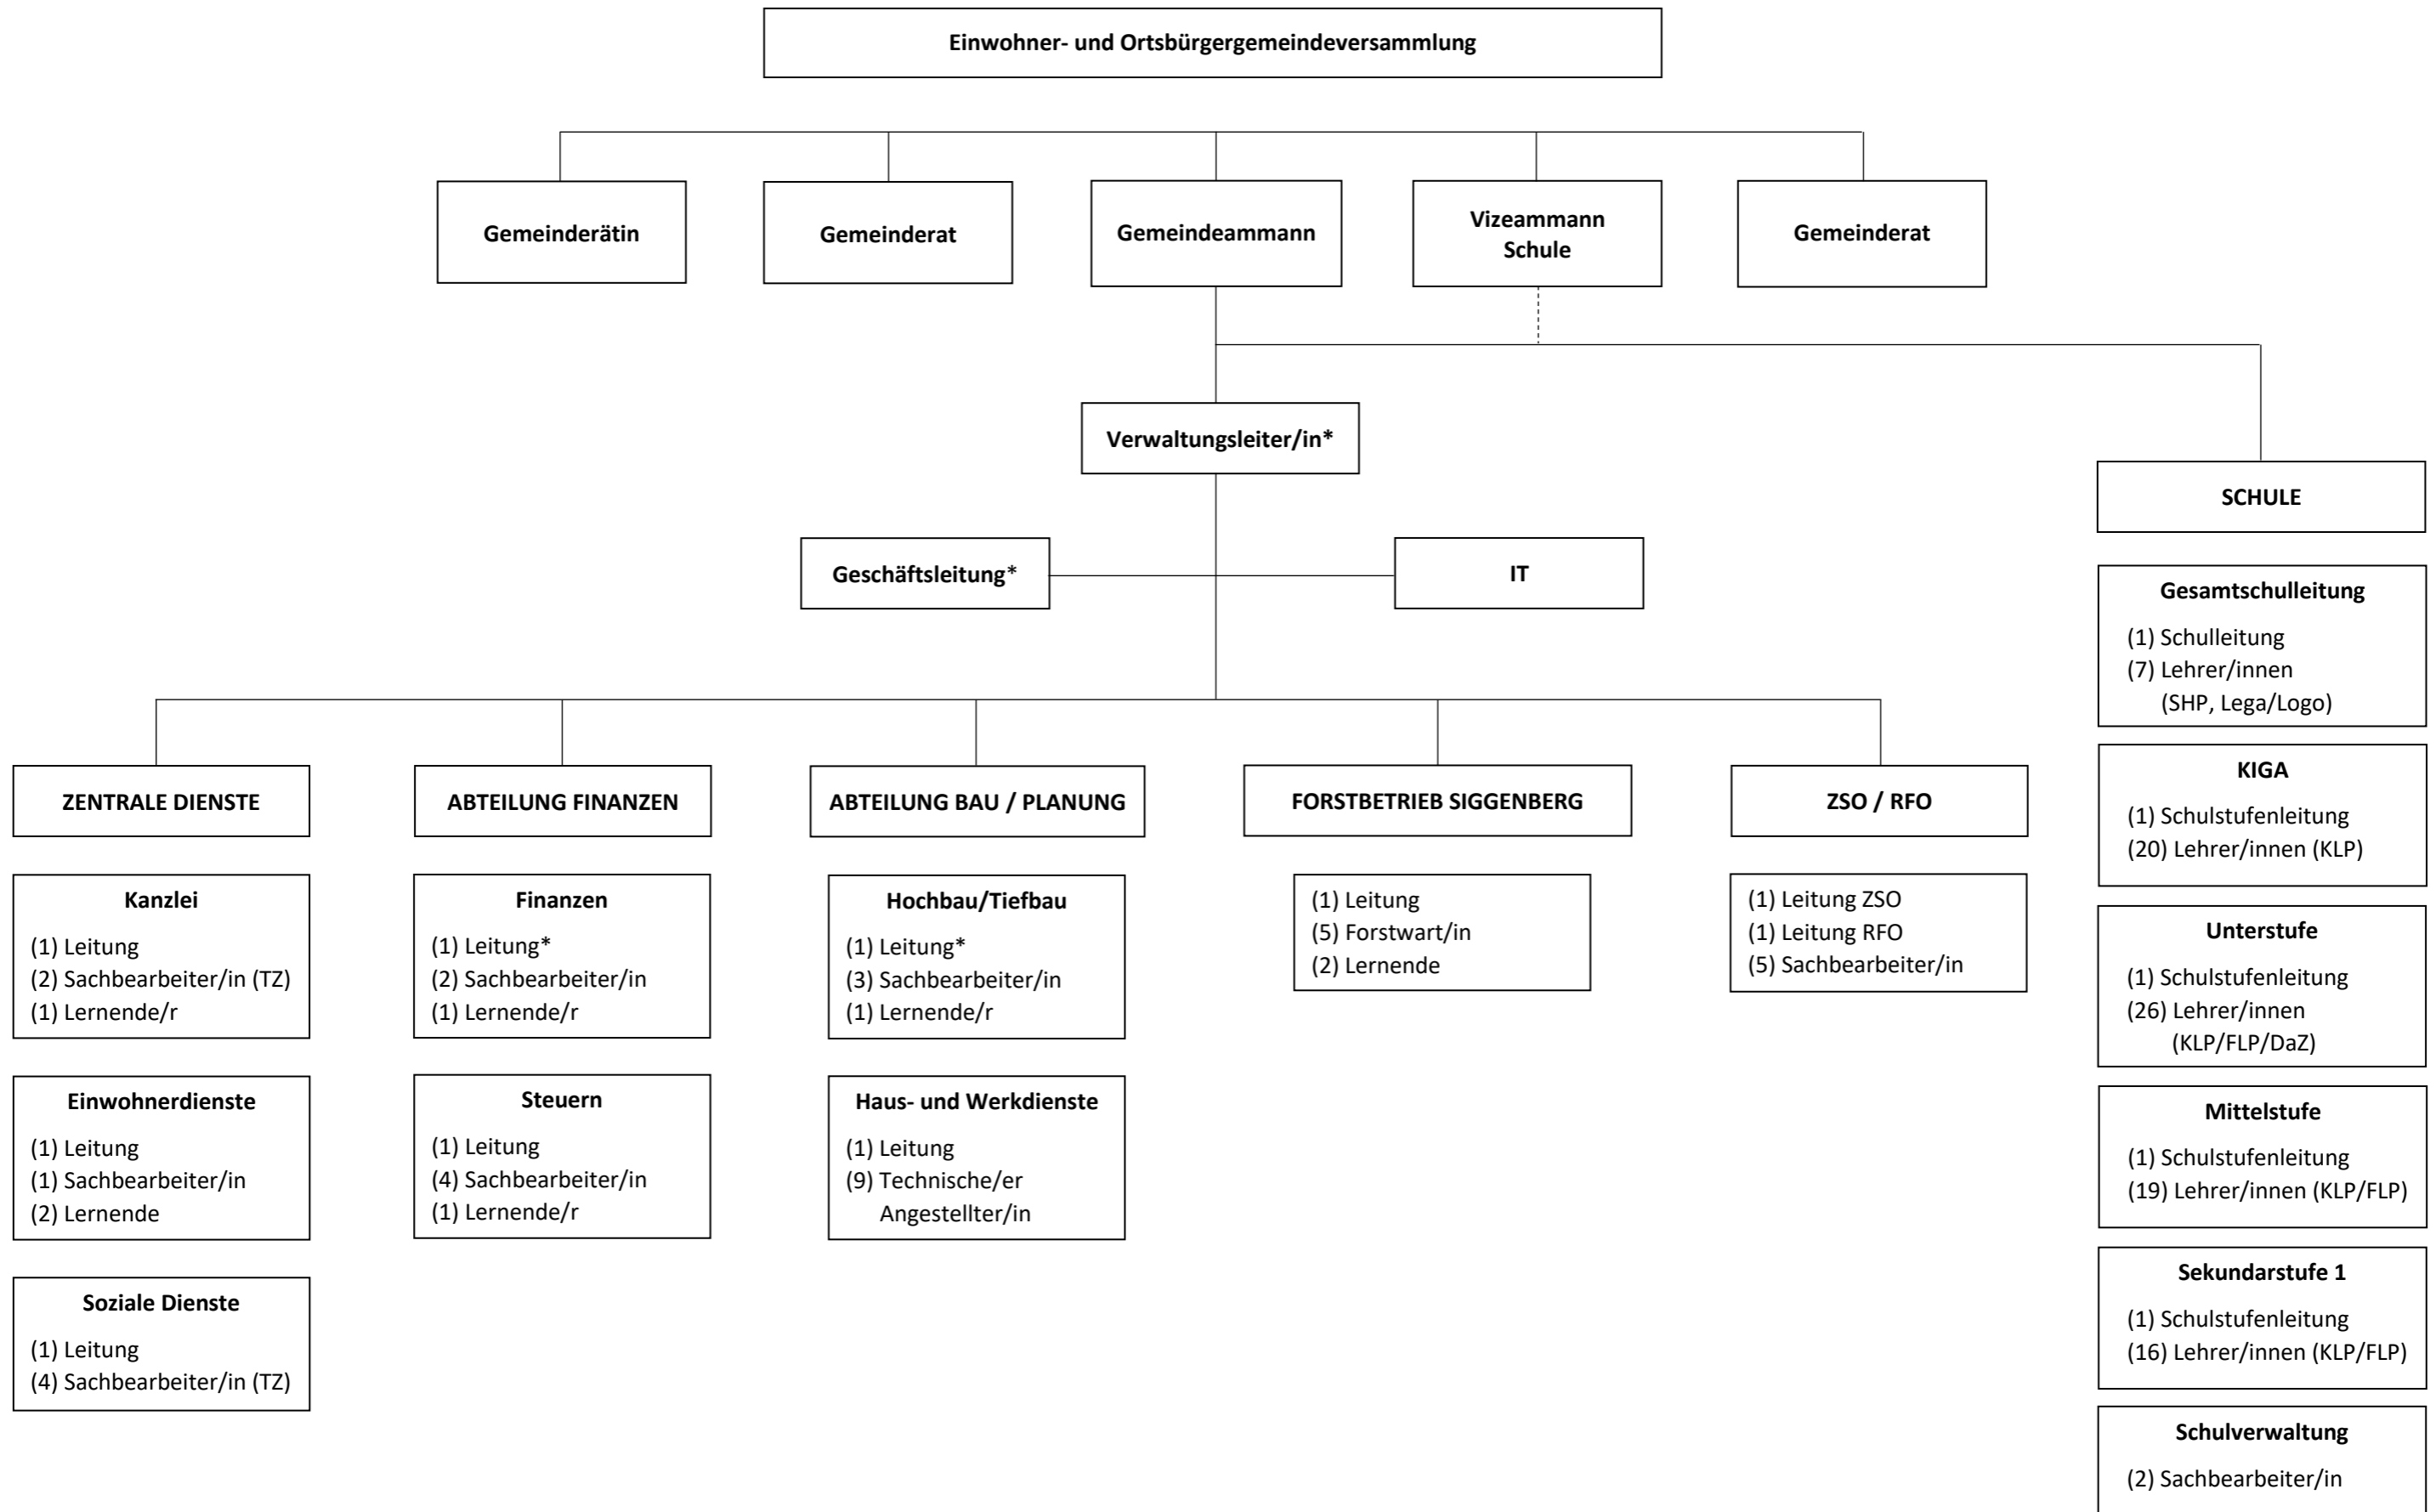 Einwohner- und Ortsbürgergemeindeversammlung
Gemeinderätin
Gemeinderat
Gemeindeammann
Vizeammann
Schule
Gemeinderat
Verwaltungsleiter/in*
Geschäftsleitung*
IT
ZENTRALE DIENSTE
Kanzlei
(1) Leitung
(2) Sachbearbeiter/in (TZ)
(1) Lernende/r
Einwohnerdienste
(1) Leitung
(1) Sachbearbeiter/in
(2) Lernende
Soziale Dienste
(1) Leitung
(4) Sachbearbeiter/in (TZ)
ABTEILUNG FINANZEN
Finanzen
(1) Leitung*
(2) Sachbearbeiter/in
(1) Lernende/r
Steuern
(1) Leitung
(4) Sachbearbeiter/in
(1) Lernende/r
ABTEILUNG BAU / PLANUNG
Hochbau/Tiefbau
(1) Leitung*
(3) Sachbearbeiter/in
(1) Lernende/r
Haus- und Werkdienste
(1) Leitung
(9) Technische/er
Angestellter/in
FORSTBETRIEB SIGGENBERG
(1) Leitung
(5) Forstwart/in
(2) Lernende
ZSO / RFO
(1) Leitung ZSO
(1) Leitung RFO
(5) Sachbearbeiter/in
SCHULE
Gesamtschulleitung
(1) Schulleitung
(7) Lehrer/innen
(SHP, Lega/Logo)
KIGA
(1) Schulstufenleitung
(20) Lehrer/innen (KLP)
Unterstufe
(1) Schulstufenleitung
(26) Lehrer/innen
(KLP/FLP/DaZ)
Mittelstufe
(1) Schulstufenleitung
(19) Lehrer/innen (KLP/FLP)
Sekundarstufe 1
(1) Schulstufenleitung
(16) Lehrer/innen (KLP/FLP)
Schulverwaltung
(2) Sachbearbeiter/in